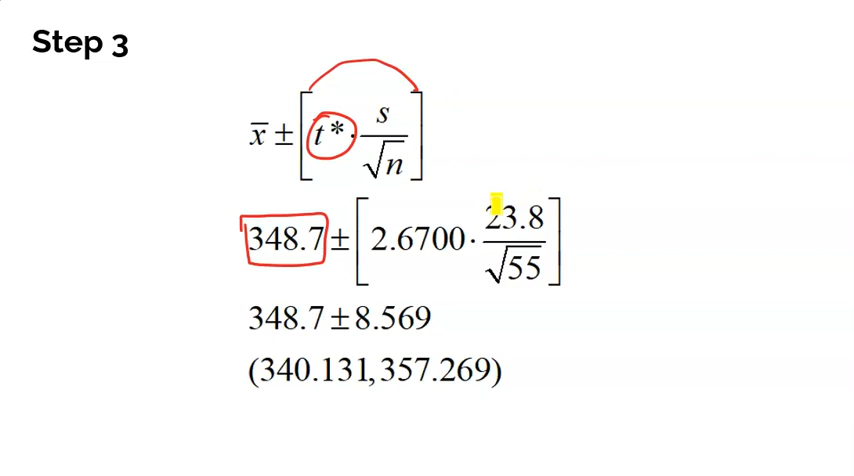 Step 3
x̄ ± [t* · s/√n]
348.7 ± [2.6700 · 23.8/√55]
348.7 ± 8.569
(340.131, 357.269)